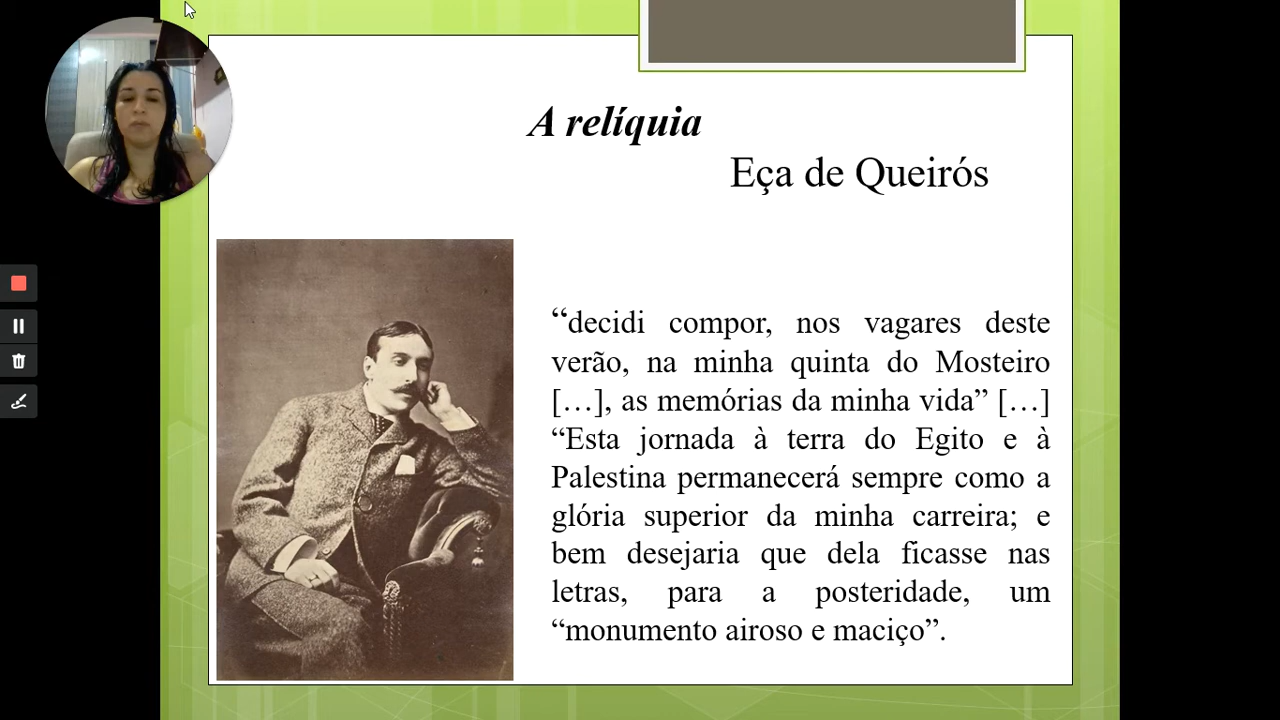 A relíquia
Eça de Queirós
“decidi compor, nos vagares deste
verão, na minha quinta do Mosteiro
[…], as memórias da minha vida” […]
“Esta jornada à terra do Egito e à
Palestina permanecerá sempre como a
glória superior da minha carreira; e
bem desejaria que dela ficasse nas
letras, para a posteridade, um
“monumento airoso e maciço”.